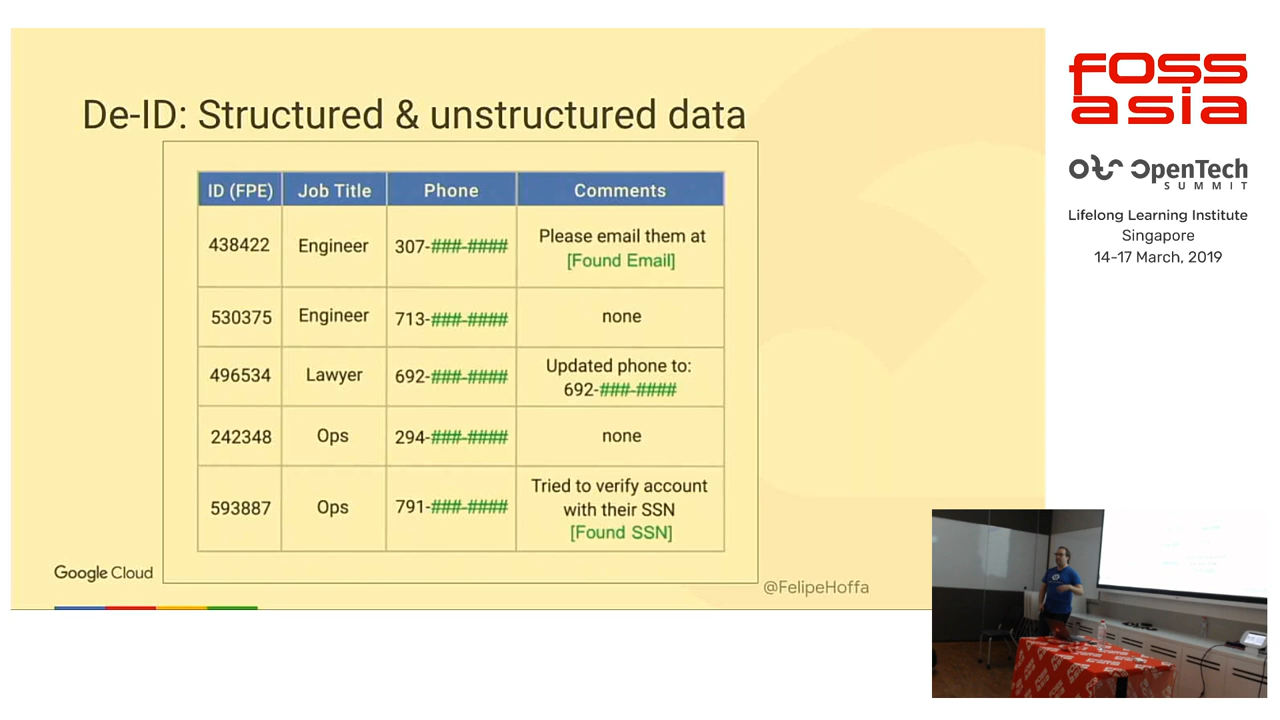 De-ID: Structured & unstructured data
ID (FPE) Job Title Phone Comments
438422 Engineer 307-###-#### Please email them at
[Found Email]
530375 Engineer 713-###-#### none
496534 Lawyer 692-###-#### Updated phone to:
692-###-####
242348 Ops 294-###-#### none
593887 Ops 791-###-#### Tried to verify account
with their SSN
[Found SSN]
Google Cloud
@FelipeHoffa
FOSS
asia
OpenTech
SUMMIT
Lifelong Learning Institute
Singapore
14-17 March, 2019